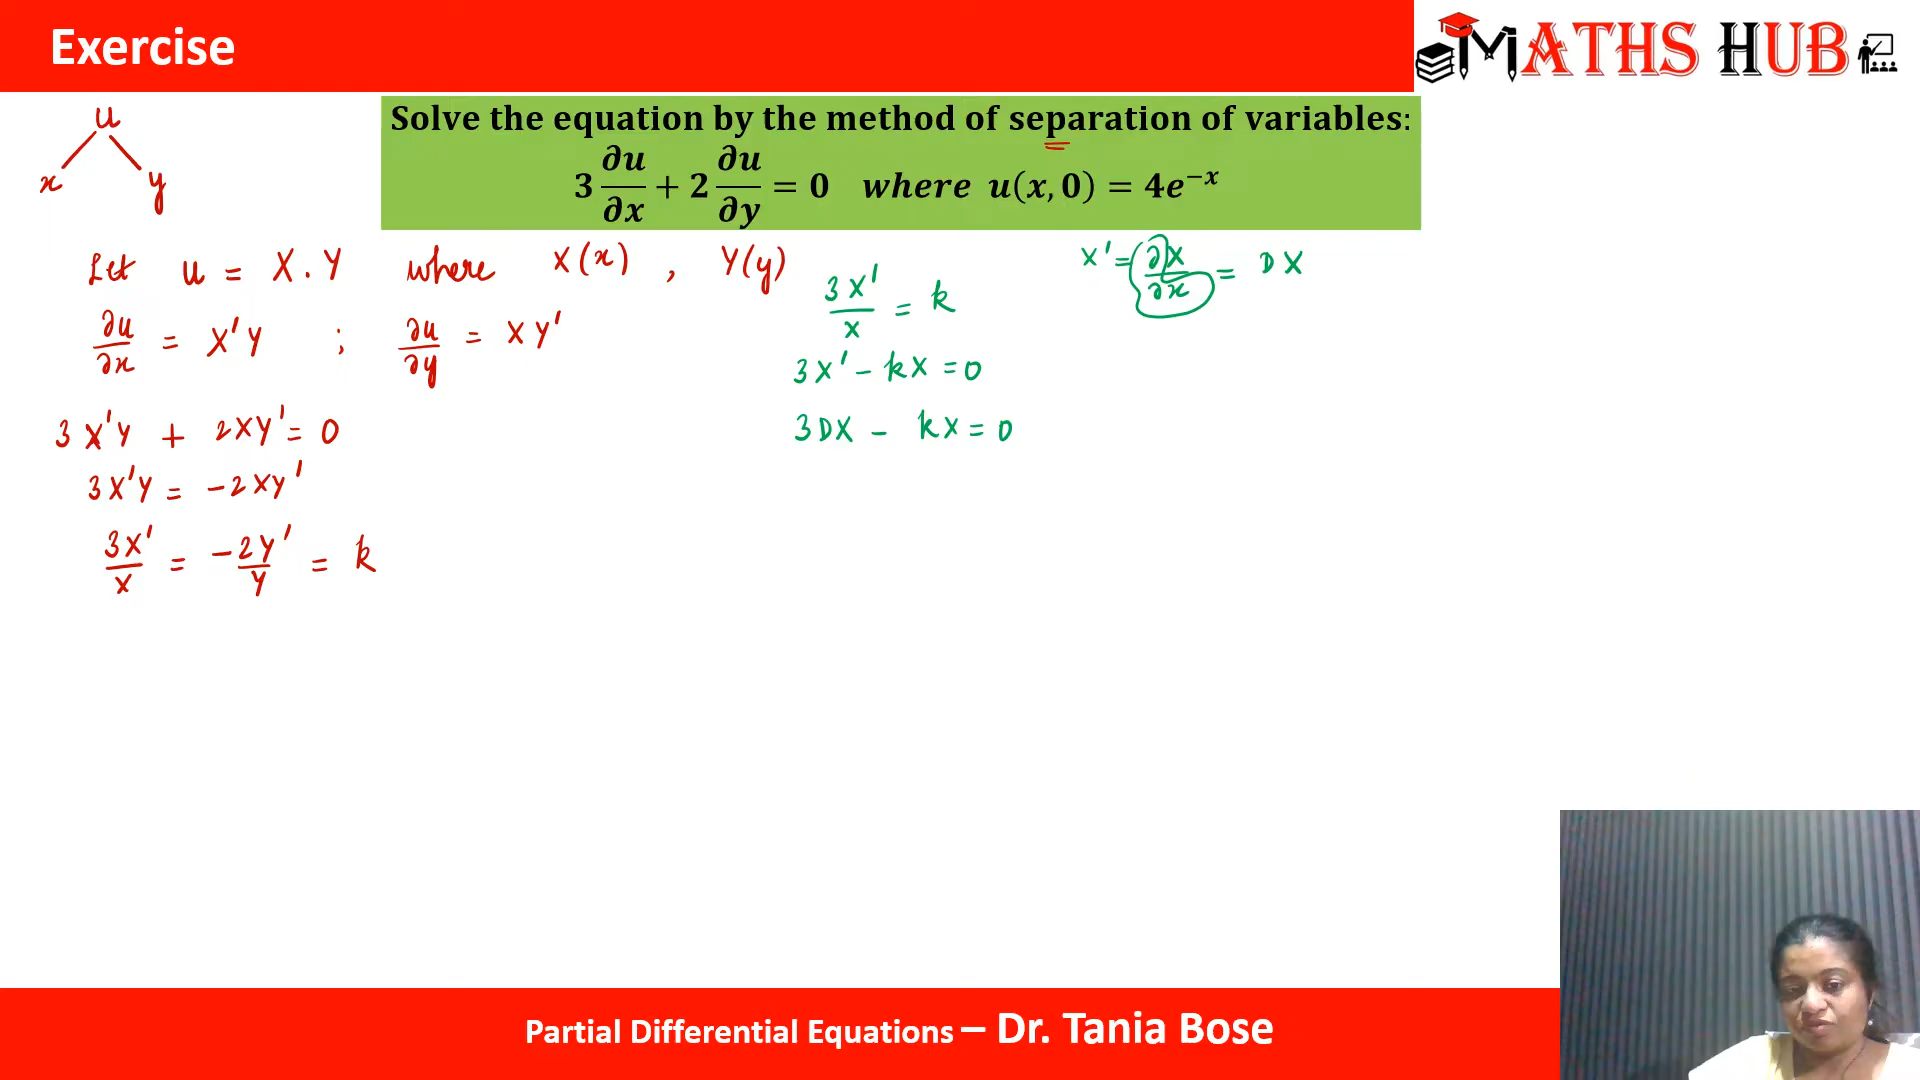 Exercise
MATHS HUB
Solve the equation by the method of separation of variables:
3 ∂u/∂x + 2 ∂u/∂y = 0 where u(x, 0) = 4e^{−x}
u
x y
Let u = X . Y where X(x) , Y(y)
∂u/∂x = X'Y ; ∂u/∂y = XY'
3X'Y + 2XY' = 0
3X'Y = -2XY'
3X'/X = -2Y'/Y = k
3X'/X = k
3X' - kX = 0
3DX - kX = 0
X' = ∂X/∂x = DX
Partial Differential Equations – Dr. Tania Bose